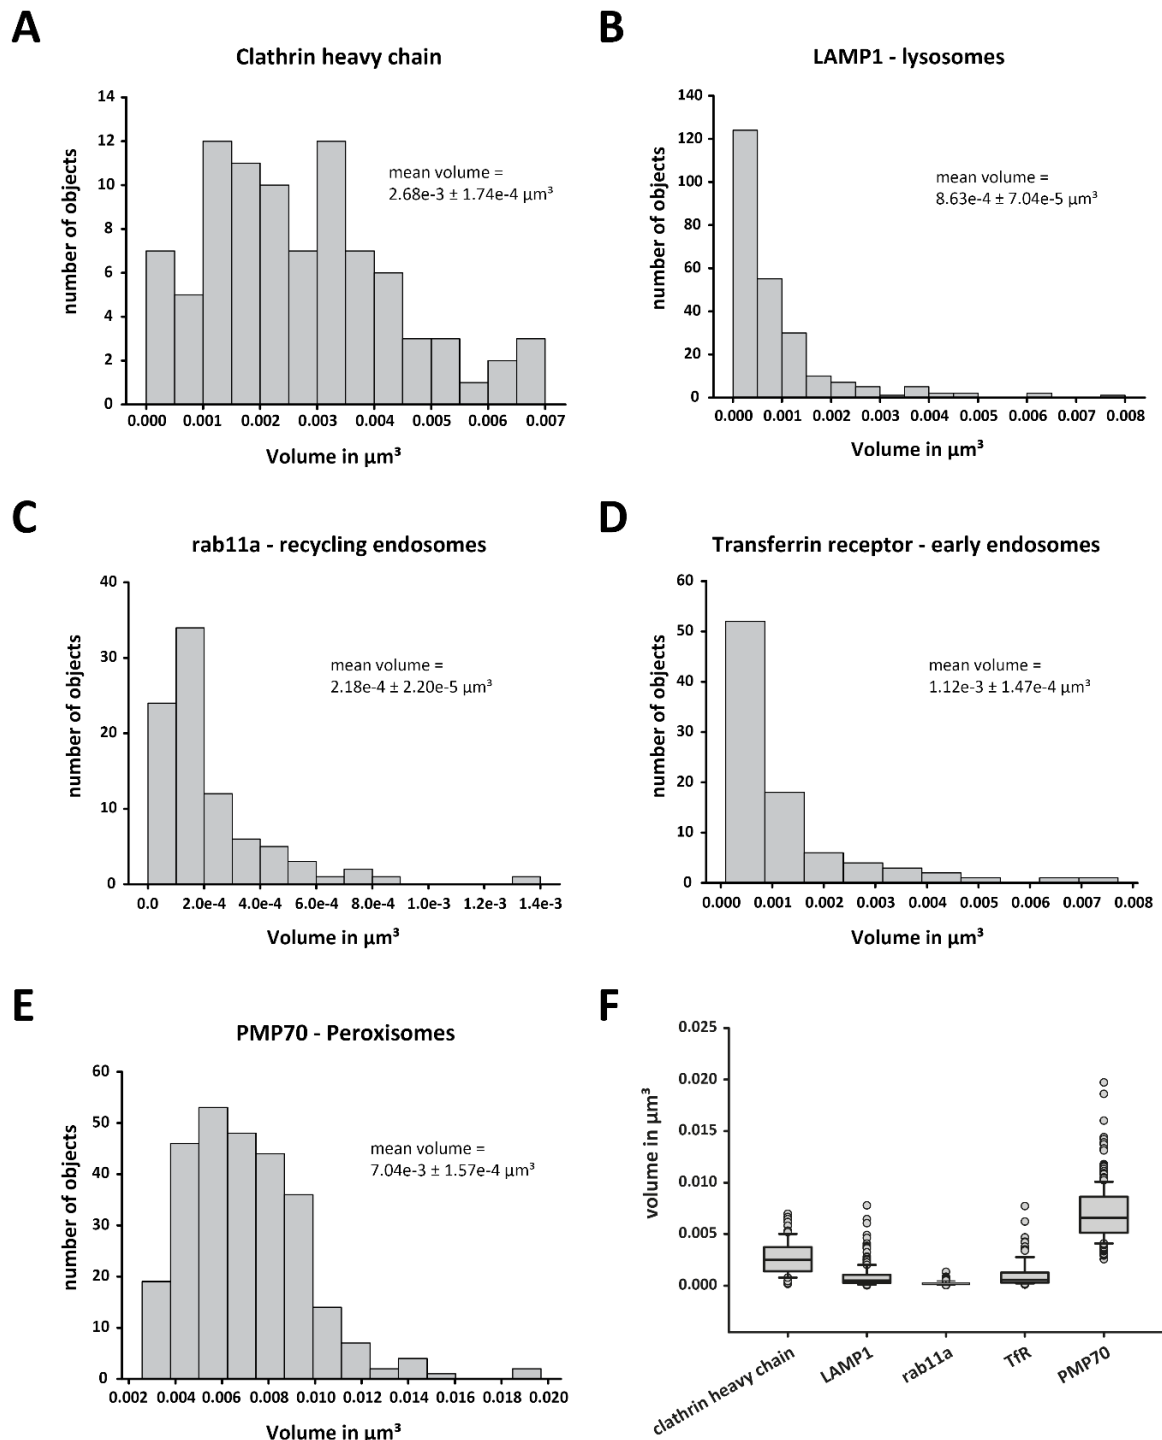 A
Clathrin heavy chain
number of objects
14
12
10
8
6
4
2
0
mean volume =
2.68e-3 ± 1.74e-4 µm³
0.000 0.001 0.002 0.003 0.004 0.005 0.006 0.007
Volume in µm³
B
LAMP1 - lysosomes
number of objects
140
120
100
80
60
40
20
0
mean volume =
8.63e-4 ± 7.04e-5 µm³
0.000 0.001 0.002 0.003 0.004 0.005 0.006 0.007 0.008
Volume in µm³
C
rab11a - recycling endosomes
number of objects
40
30
20
10
0
mean volume =
2.18e-4 ± 2.20e-5 µm³
0.0 2.0e-4 4.0e-4 6.0e-4 8.0e-4 1.0e-3 1.2e-3 1.4e-3
Volume in µm³
D
Transferrin receptor - early endosomes
number of objects
60
50
40
30
20
10
0
mean volume =
1.12e-3 ± 1.47e-4 µm³
0.000 0.001 0.002 0.003 0.004 0.005 0.006 0.007 0.008
Volume in µm³
E
PMP70 - Peroxisomes
number of objects
60
50
40
30
20
10
0
mean volume =
7.04e-3 ± 1.57e-4 µm³
0.002 0.004 0.006 0.008 0.010 0.012 0.014 0.016 0.018 0.020
Volume in µm³
F
volume in µm³
0.025
0.020
0.015
0.010
0.005
0.000
clathrin heavy chain
LAMP1
rab11a
TfR
PMP70